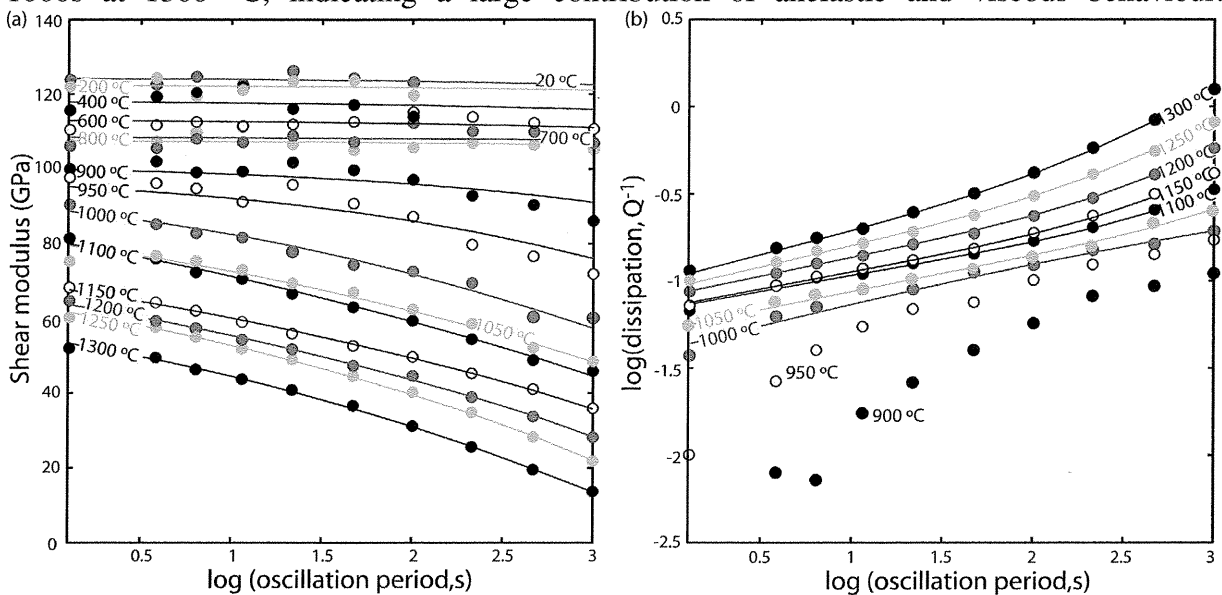 1000s at 1300 °C, indicating a large contribution of anelastic and viscous behaviour.
(a)
140
120
100
80
60
40
20
0
0.5
1
1.5
2
2.5
3
Shear modulus (GPa)
log (oscillation period,s)
20 °C
200 °C
400 °C
600 °C
700 °C
800 °C
900 °C
950 °C
1000 °C
1050 °C
1100 °C
1150 °C
1200 °C
1250 °C
1300 °C
(b)
0.5
0
-0.5
-1
-1.5
-2
-2.5
0.5
1
1.5
2
2.5
3
log(dissipation, Q-1)
log (oscillation period,s)
1300 °C
1250 °C
1200 °C
1150 °C
1100 °C
1050 °C
1000 °C
950 °C
900 °C